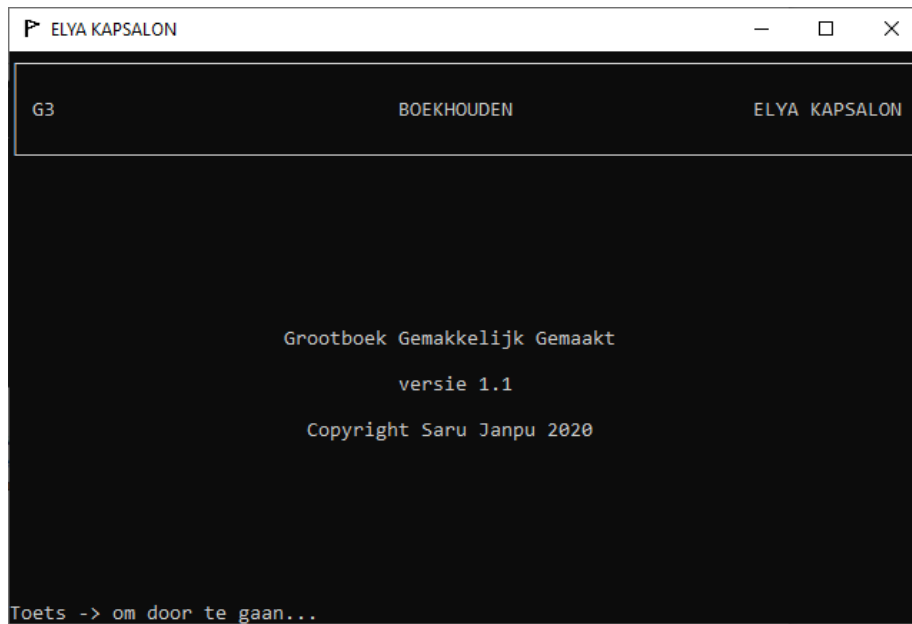 ELYA KAPSALON
G3 BOEKHOUDEN ELYA KAPSALON
Grootboek Gemakkelijk Gemaakt
versie 1.1
Copyright Saru Janpu 2020
Toets -> om door te gaan...